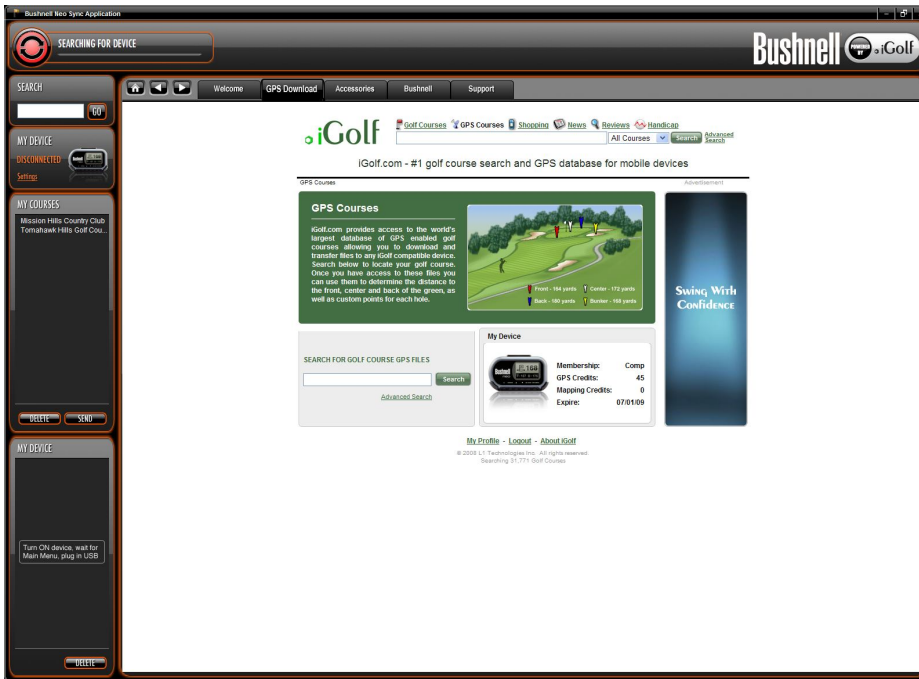 Bushnell Neo Sync Application
SEARCHING FOR DEVICE
Bushnell POWERED BY iGolf
SEARCH
GO
MY DEVICE
DISCONNECTED
Settings
MY COURSES
Mission Hills Country Club
Tomahawk Hills Golf Cou...
DELETE SEND
MY DEVICE
Turn ON device, wait for
Main Menu, plug in USB
DELETE
Welcome GPS Download Accessories Bushnell Support
iGolf
Golf Courses GPS Courses Shopping News Reviews Handicap
All Courses Search Advanced Search
iGolf.com - #1 golf course search and GPS database for mobile devices
GPS Courses
Advertisement
GPS Courses
iGolf.com provides access to the world's
largest database of GPS enabled golf
courses allowing you to download and
transfer files to any iGolf compatible device.
Search below to locate your golf course.
Once you have access to these files you
can use them to determine the distance to
the front, center and back of the green, as
well as custom points for each hole.
Front - 164 yards Center - 172 yards
Back - 180 yards Bunker - 168 yards
Swing With
Confidence
SEARCH FOR GOLF COURSE GPS FILES
Search
Advanced Search
My Device
Bushnell
Membership: Comp
GPS Credits: 45
Mapping Credits: 0
Expire: 07/01/09
My Profile - Logout - About iGolf
© 2008 L1 Technologies Inc. All rights reserved.
Searching 31,771 Golf Courses